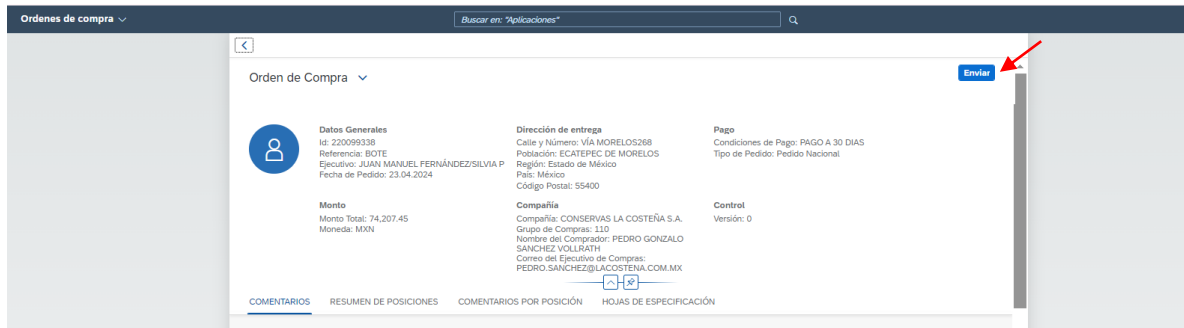 Ordenes de compra
Buscar en: "Aplicaciones"
Orden de Compra
Enviar
Datos Generales
Id: 220099338
Referencia: BOTE
Ejecutivo: JUAN MANUEL FERNÁNDEZ/SILVIA P
Fecha de Pedido: 23.04.2024
Dirección de entrega
Calle y Número: VÍA MORELOS268
Población: ECATEPEC DE MORELOS
Región: Estado de México
País: México
Código Postal: 55400
Pago
Condiciones de Pago: PAGO A 30 DIAS
Tipo de Pedido: Pedido Nacional
Monto
Monto Total: 74,207.45
Moneda: MXN
Compañía
Compañía: CONSERVAS LA COSTEÑA S.A.
Grupo de Compras: 110
Nombre del Comprador: PEDRO GONZALO
SANCHEZ VOLLRATH
Correo del Ejecutivo de Compras:
PEDRO.SANCHEZ@LACOSTENA.COM.MX
Control
Versión: 0
COMENTARIOS RESUMEN DE POSICIONES COMENTARIOS POR POSICIÓN HOJAS DE ESPECIFICACIÓN